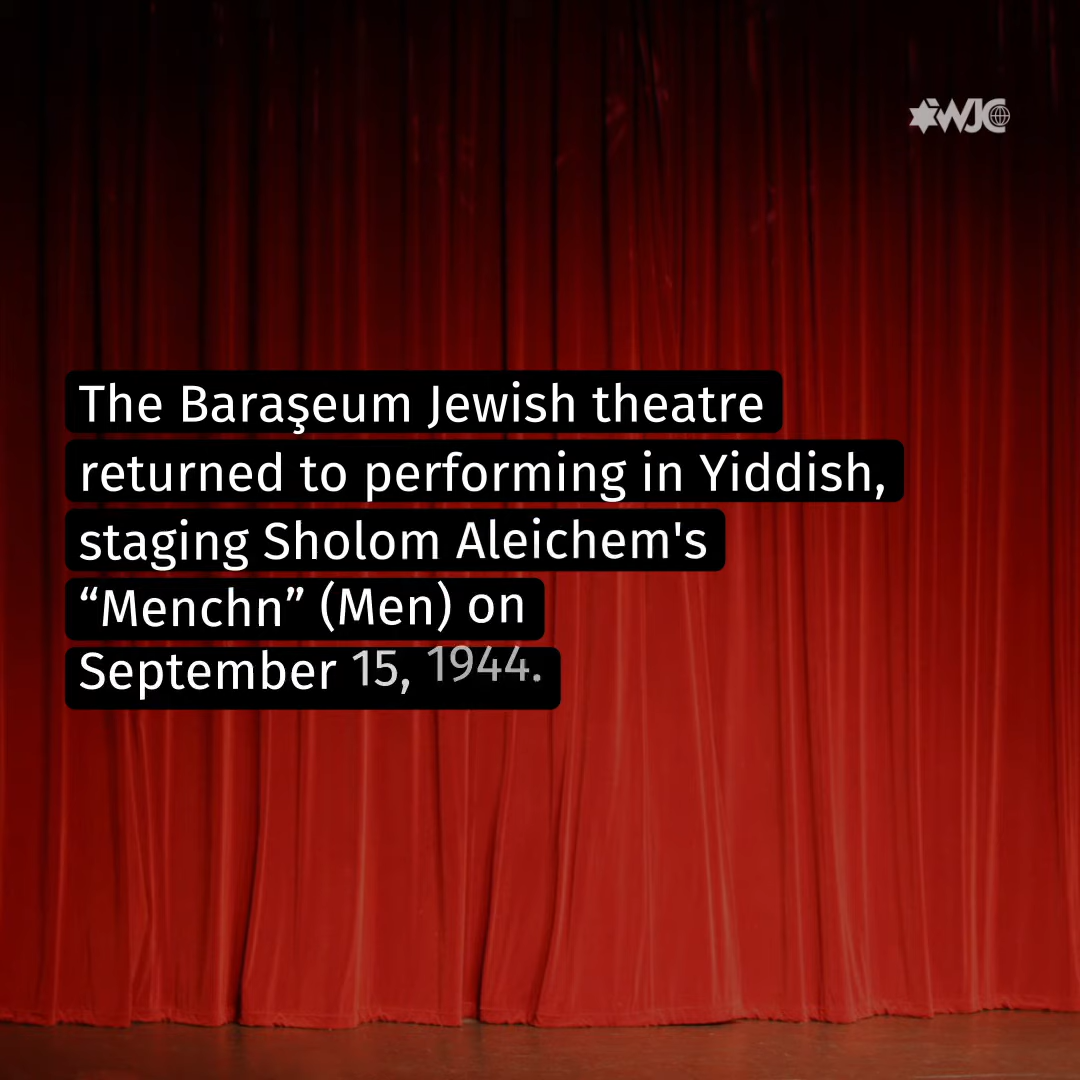 WJC
The Baraşeum Jewish theatre
returned to performing in Yiddish,
staging Sholom Aleichem's
“Menchn” (Men) on
September 15, 1944.